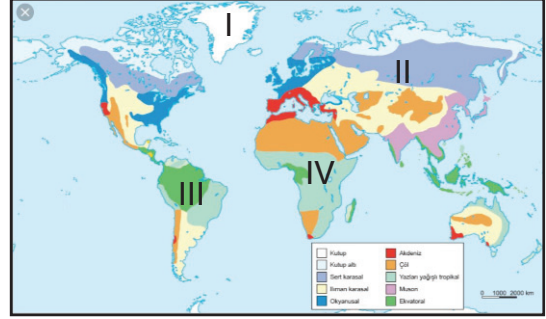 I
II
III
IV
Kutup
Kutup altı
Sert karasal
Ilıman karasal
Okyanusal
Akdeniz
Çöl
Yazları yağışlı tropikal
Muson
Ekvatoral
0 1000 2000 km